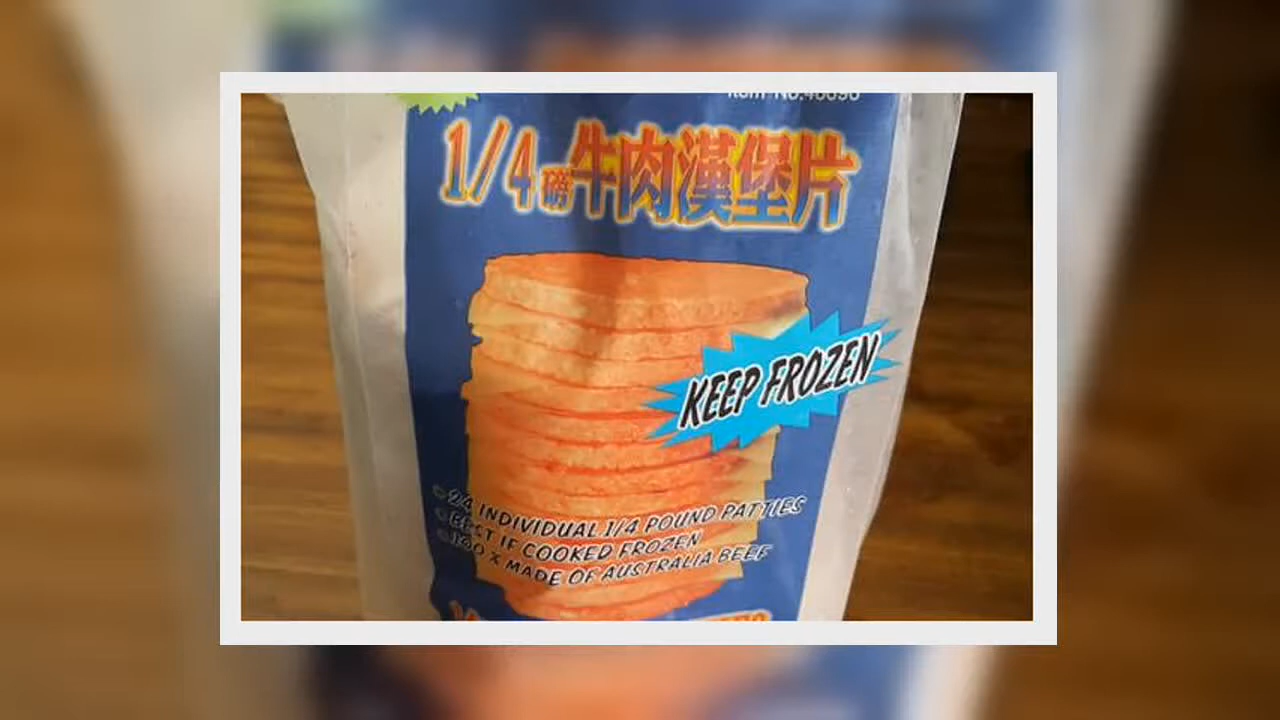 1/4磅牛肉漢堡片
KEEP FROZEN
24 INDIVIDUAL 1/4 POUND PATTIES
BEST IF COOKED FROZEN
100 % MADE OF AUSTRALIA BEEF